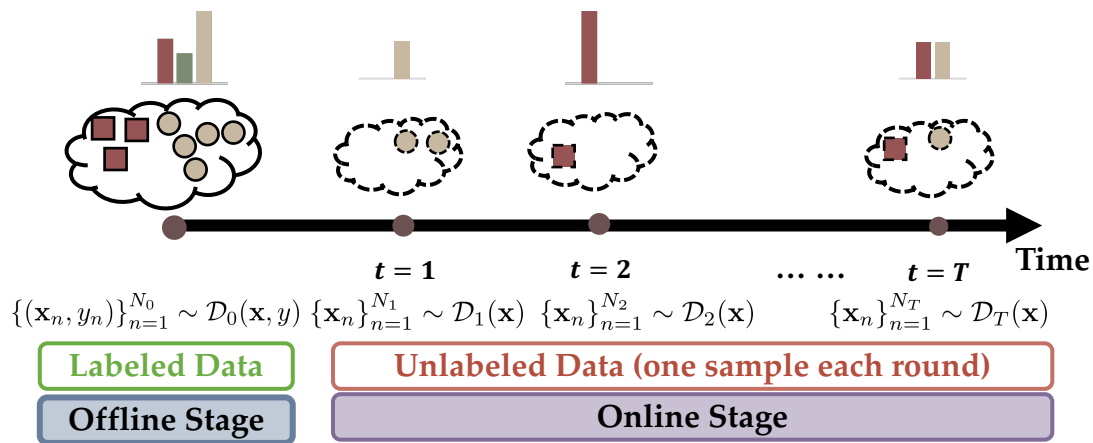 t = 1
t = 2
... ...
t = T
Time
{(x_n, y_n)}_{n=1}^{N_0} ∼ D_0(x, y)
{x_n}_{n=1}^{N_1} ∼ D_1(x)
{x_n}_{n=1}^{N_2} ∼ D_2(x)
{x_n}_{n=1}^{N_T} ∼ D_T(x)
Labeled Data
Unlabeled Data (one sample each round)
Offline Stage
Online Stage